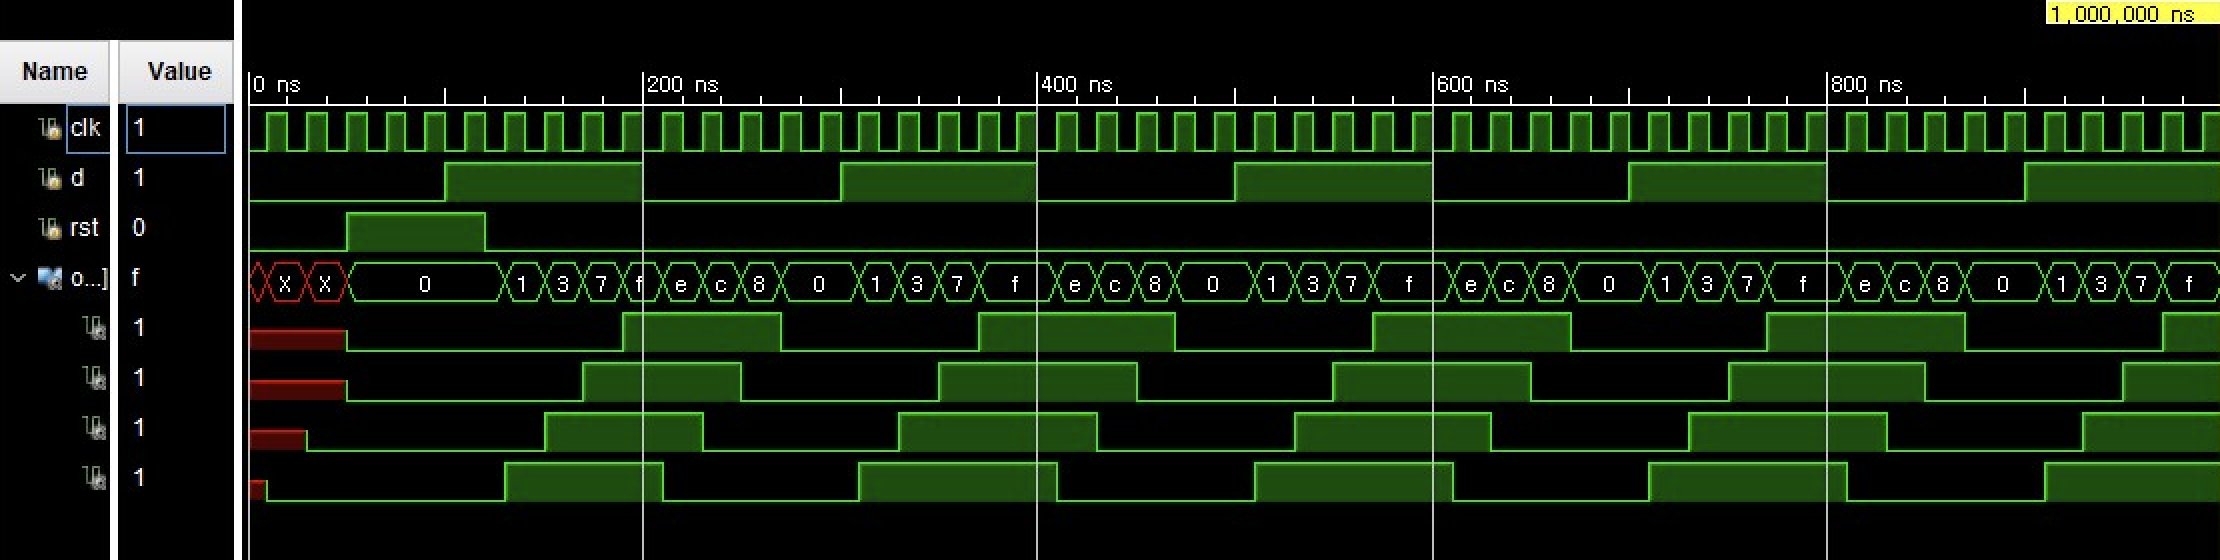 1,000,000 ns
Name Value
0 ns 200 ns 400 ns 600 ns 800 ns
clk 1
d 1
rst 0
o...] f X X 0 1 3 7 f e c 8 0 1 3 7 f e c 8 0 1 3 7 f e c 8 0 1 3 7 f e c 8 0 1 3 7 f
1
1
1
1